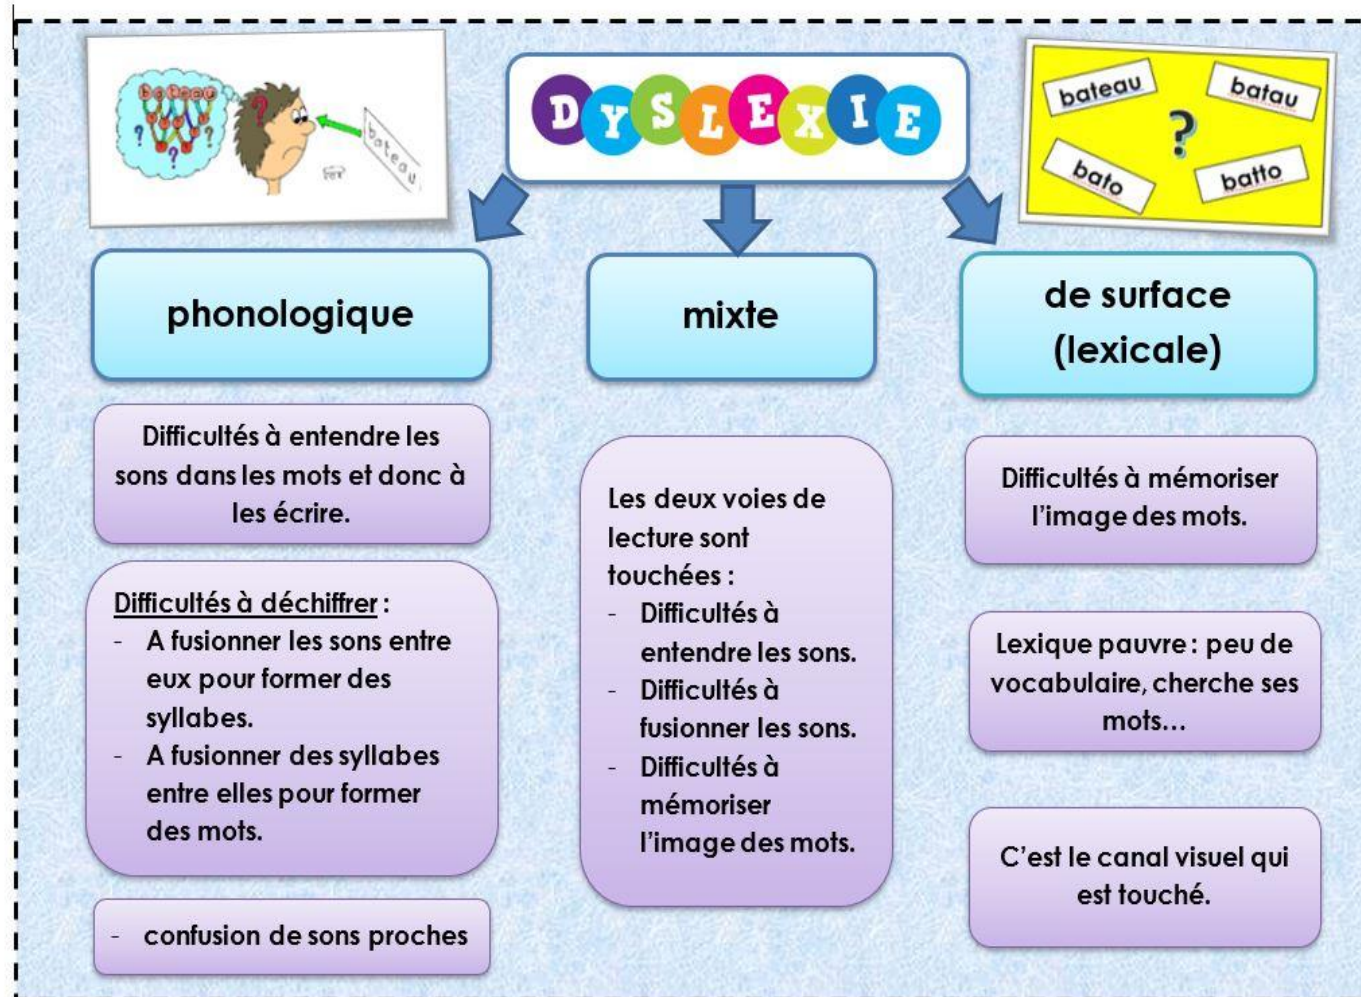 bateau
bateau
DYSLEXIE
bateau
batau
?
bato
batto
phonologique
mixte
de surface
(lexicale)
Difficultés à entendre les
sons dans les mots et donc à
les écrire.
Difficultés à déchiffrer :
- A fusionner les sons entre
eux pour former des
syllabes.
- A fusionner des syllabes
entre elles pour former
des mots.
- confusion de sons proches
Les deux voies de
lecture sont
touchées :
- Difficultés à
entendre les sons.
- Difficultés à
fusionner les sons.
- Difficultés à
mémoriser
l'image des mots.
Difficultés à mémoriser
l'image des mots.
Lexique pauvre : peu de
vocabulaire, cherche ses
mots…
C'est le canal visuel qui
est touché.